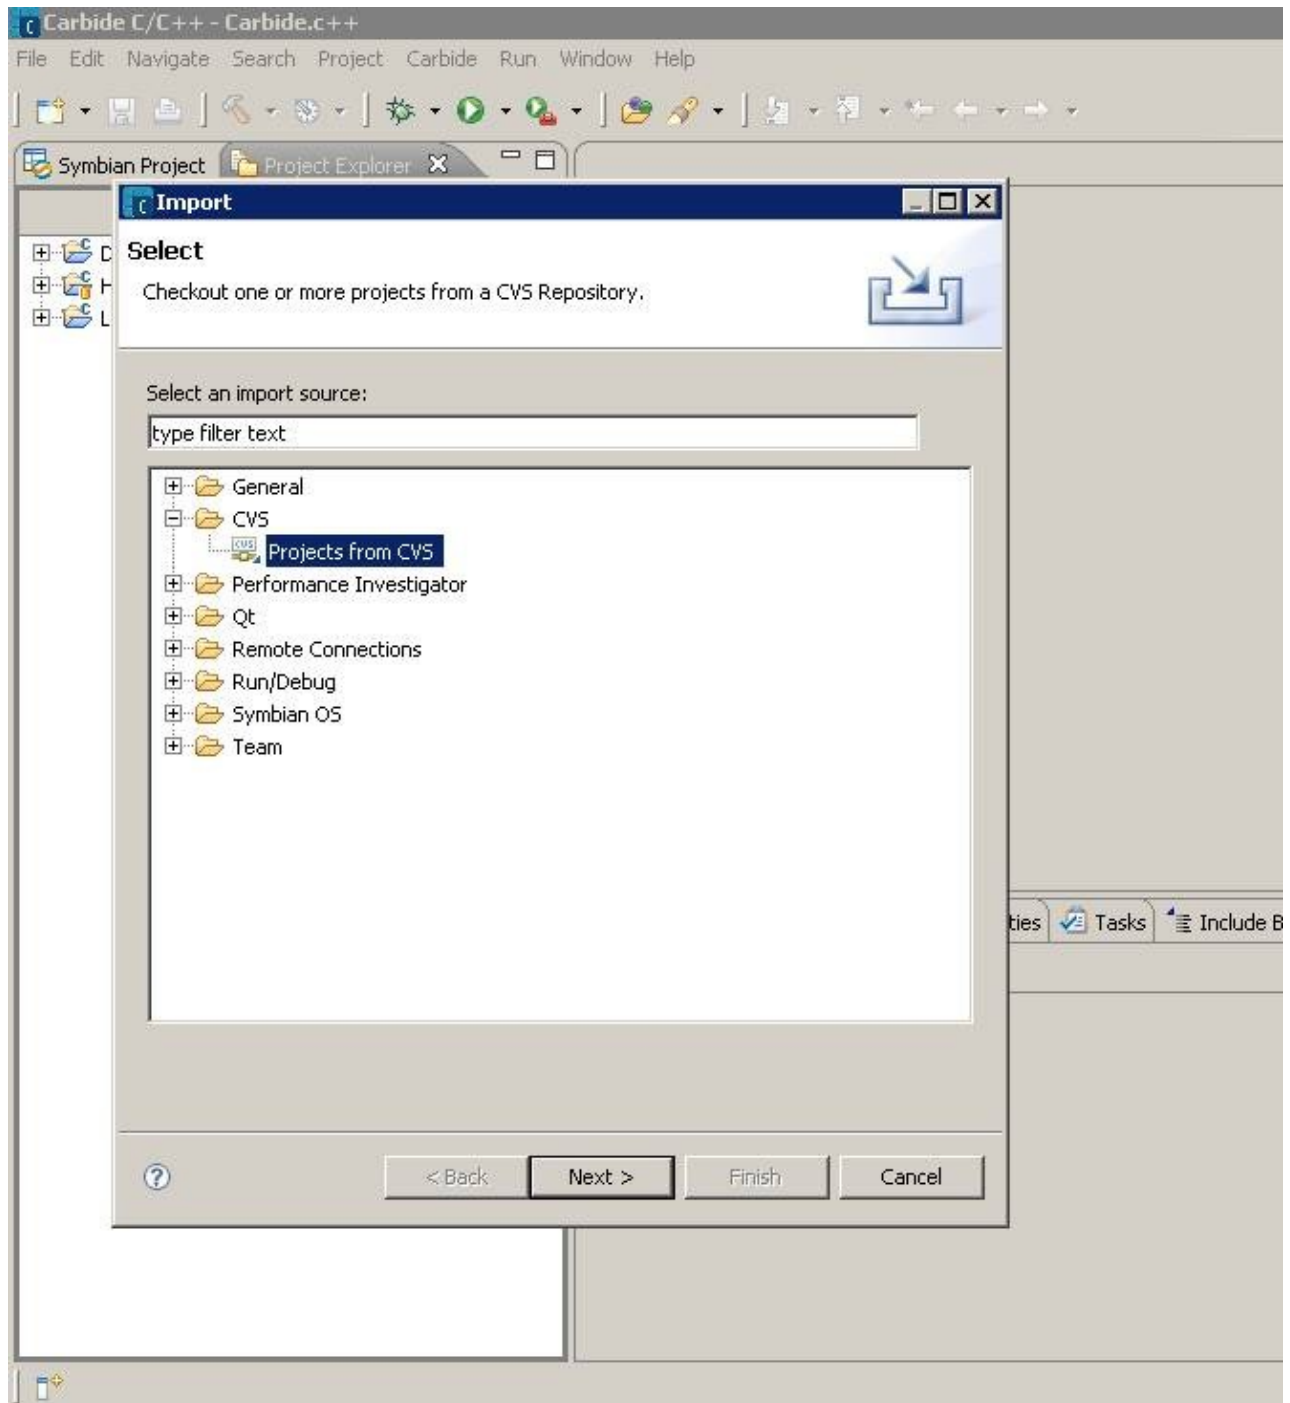 Carbide C/C++ - Carbide.c++
File Edit Navigate Search Project Carbide Run Window Help
Symbian Project Project Explorer
Import
D
Select
H
Checkout one or more projects from a CVS Repository.
L
Select an import source:
type filter text
General
CVS
Projects from CVS
Performance Investigator
Qt
Remote Connections
Run/Debug
Symbian OS
Team
ties Tasks Include B
< Back Next > Finish Cancel